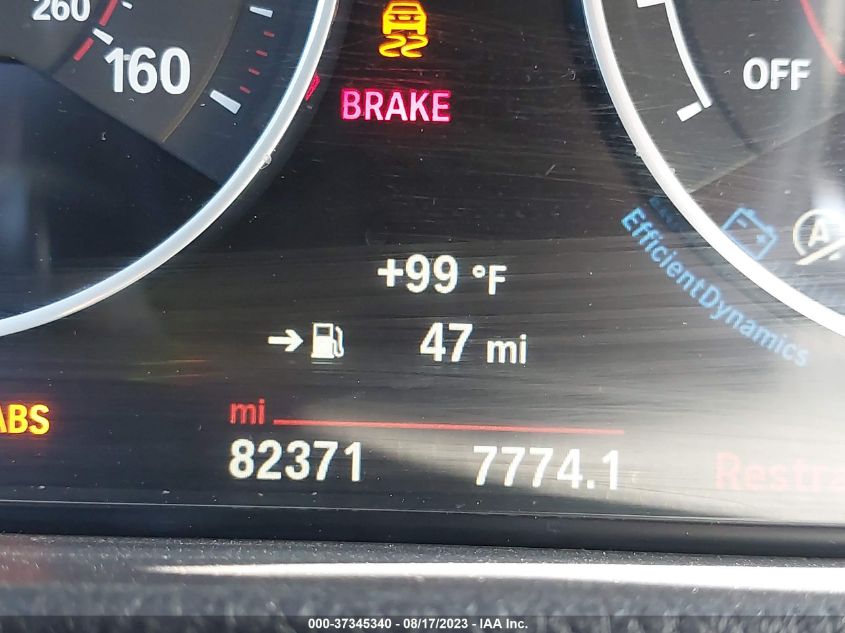 260
160
BRAKE
OFF
A
EfficientDynamics
+99 °F
47 mi
ABS
mi
82371 7774.1
Restra
000-37345340 - 08/17/2023 - IAA Inc.